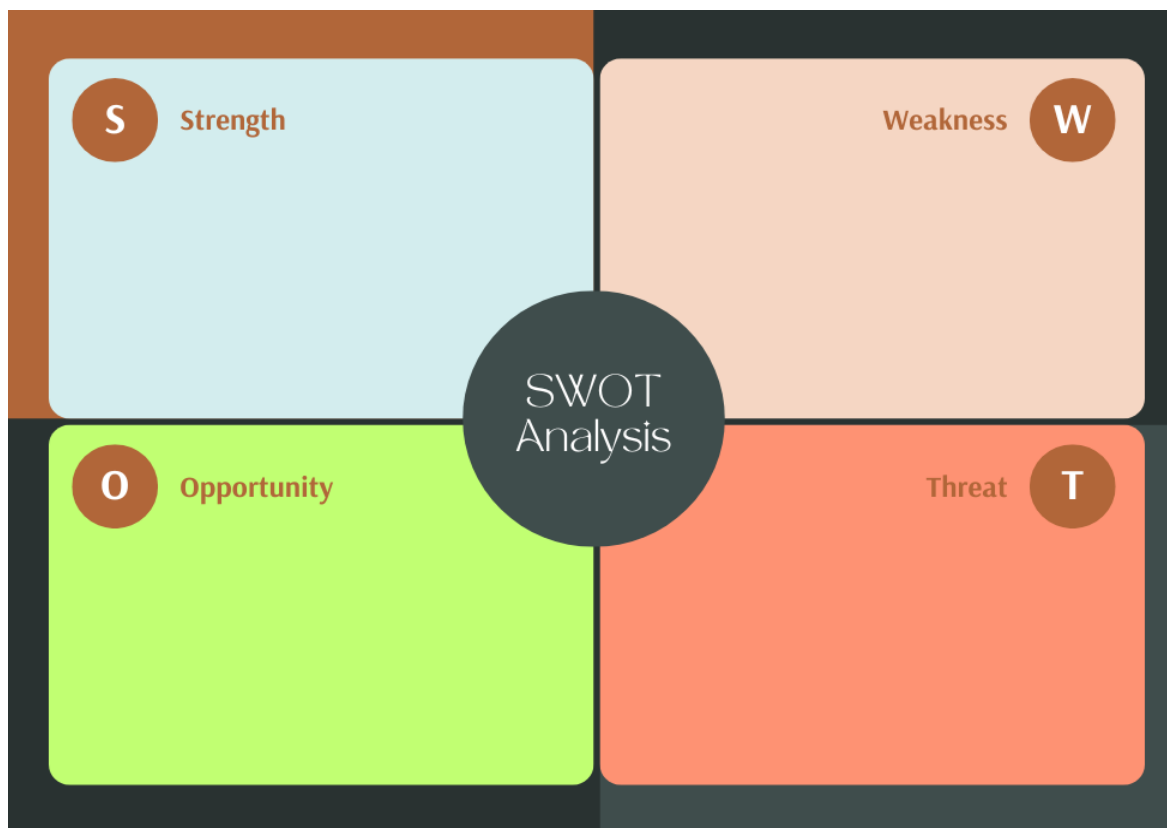 S Strength
Weakness W
SWOT
Analysis
O Opportunity
Threat T